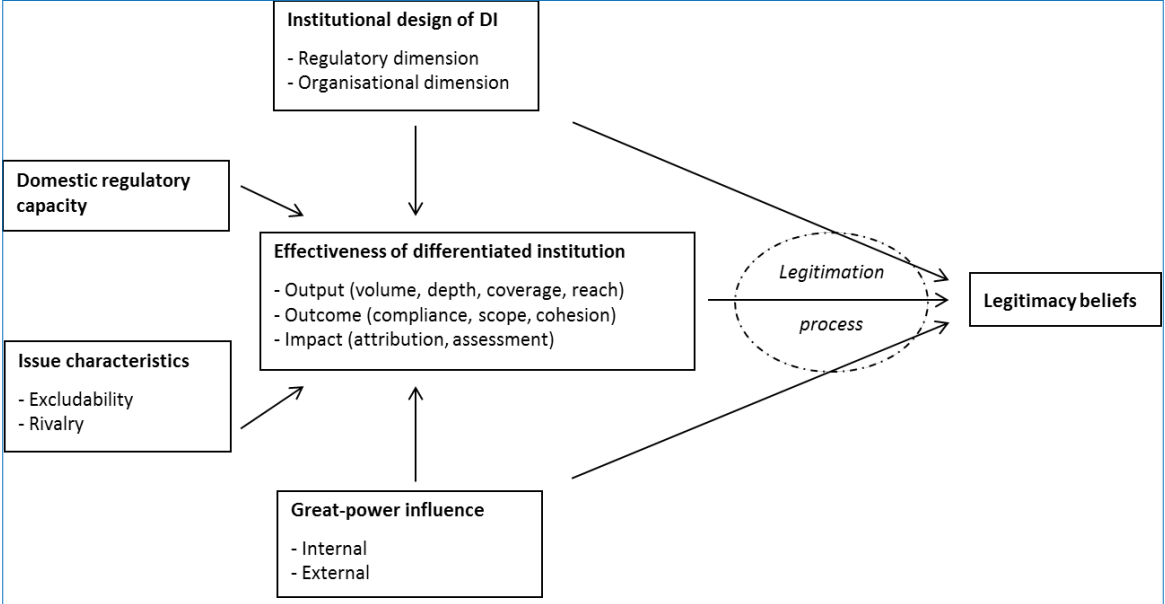 Institutional design of DI
- Regulatory dimension
- Organisational dimension
Domestic regulatory
capacity
Effectiveness of differentiated institution
- Output (volume, depth, coverage, reach)
- Outcome (compliance, scope, cohesion)
- Impact (attribution, assessment)
Legitimation
process
Legitimacy beliefs
Issue characteristics
- Excludability
- Rivalry
Great-power influence
- Internal
- External